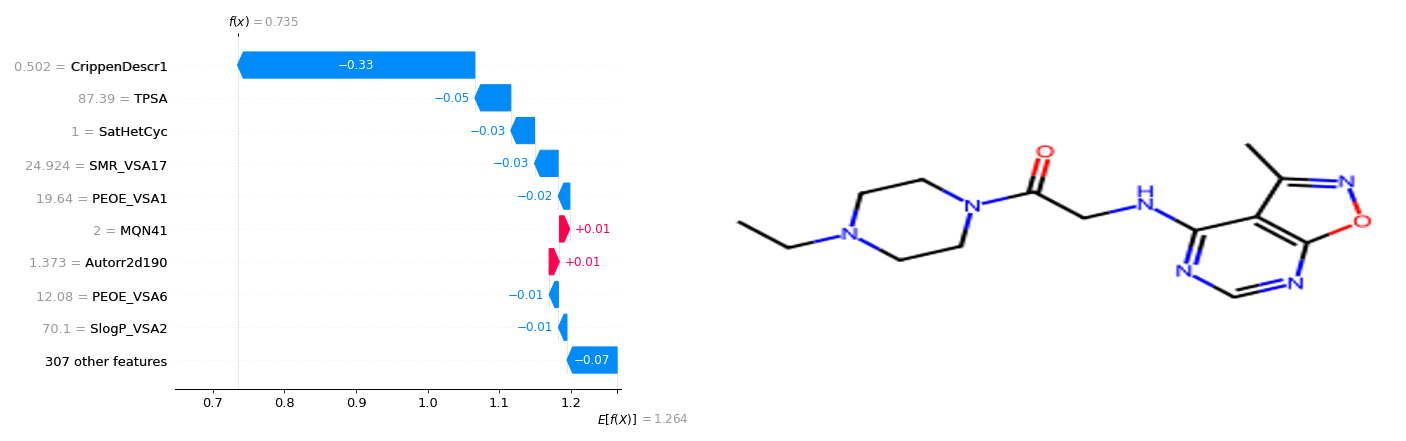 f(x) = 0.735
0.502 = CrippenDescr1
−0.33
87.39 = TPSA
−0.05
1 = SatHetCyc
−0.03
24.924 = SMR_VSA17
−0.03
19.64 = PEOE_VSA1
−0.02
2 = MQN41
+0.01
1.373 = Autorr2d190
+0.01
12.08 = PEOE_VSA6
−0.01
70.1 = SlogP_VSA2
−0.01
307 other features
−0.07
0.7 0.8 0.9 1.0 1.1 1.2
E[f(X)] = 1.264
N
N
O
H
N
N
N
N
O